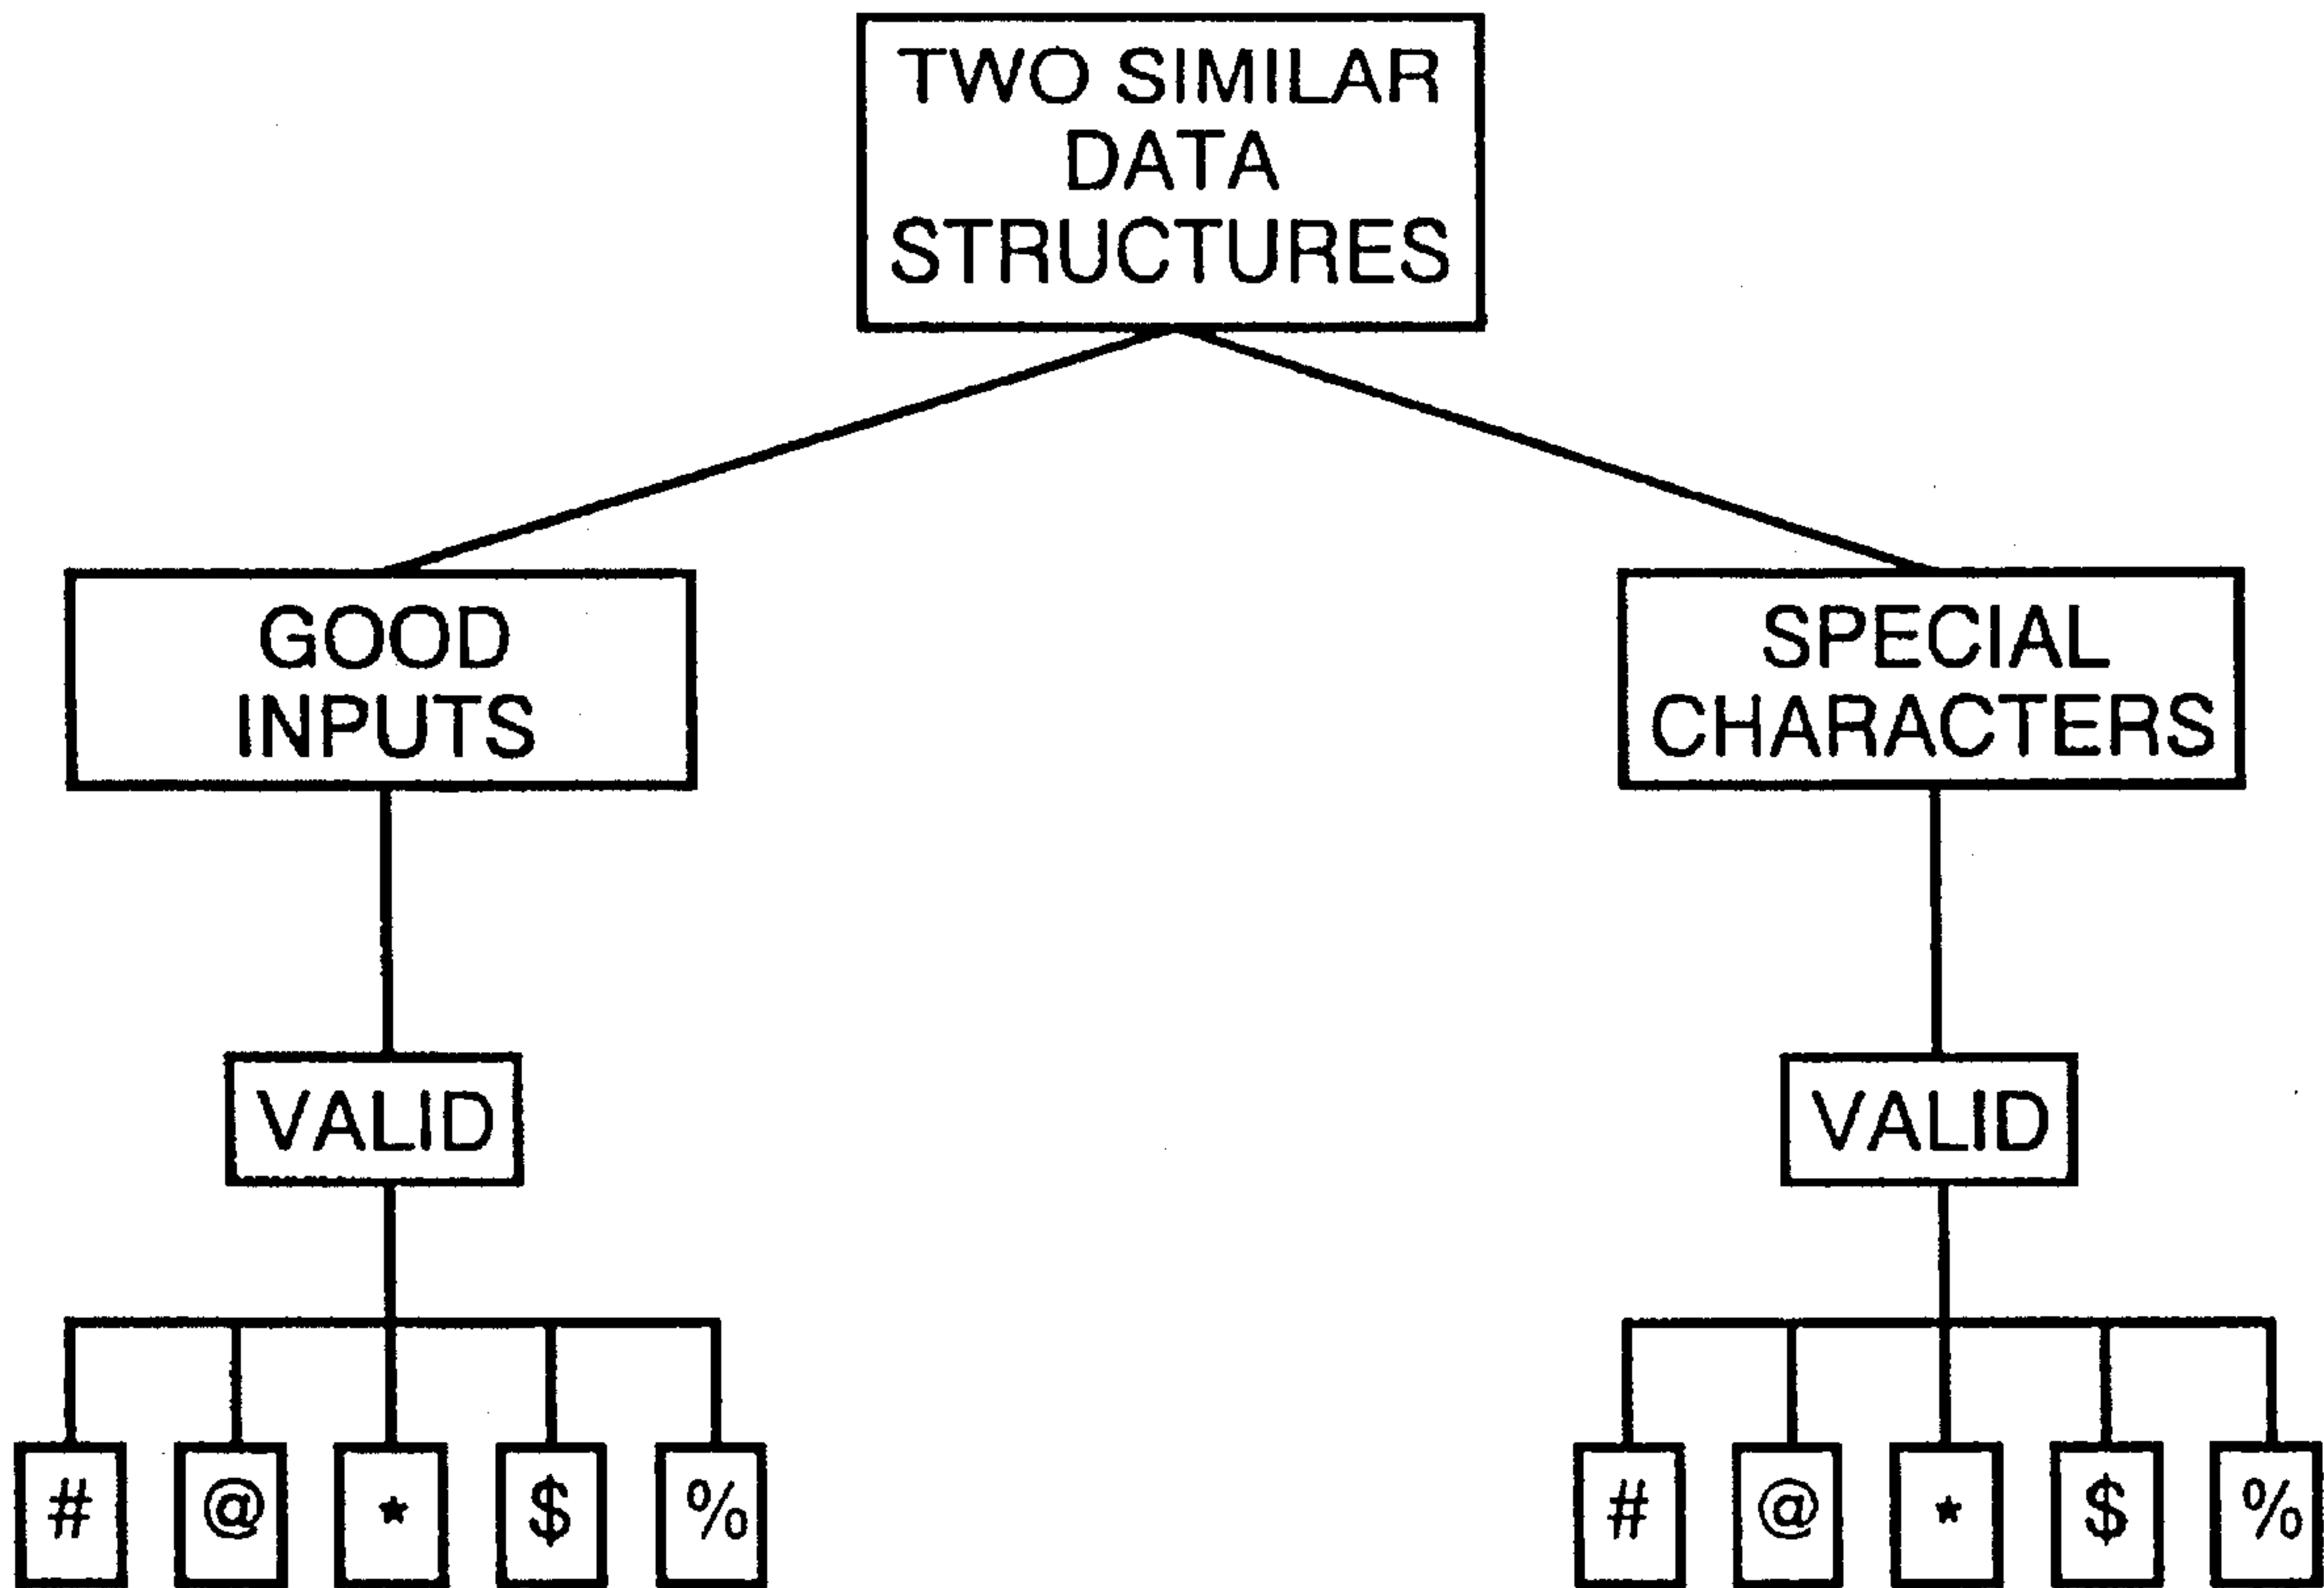 TWO SIMILAR
DATA
STRUCTURES
GOOD
INPUTS
SPECIAL
CHARACTERS
VALID
VALID
# @ * $ %
# @ * $ %